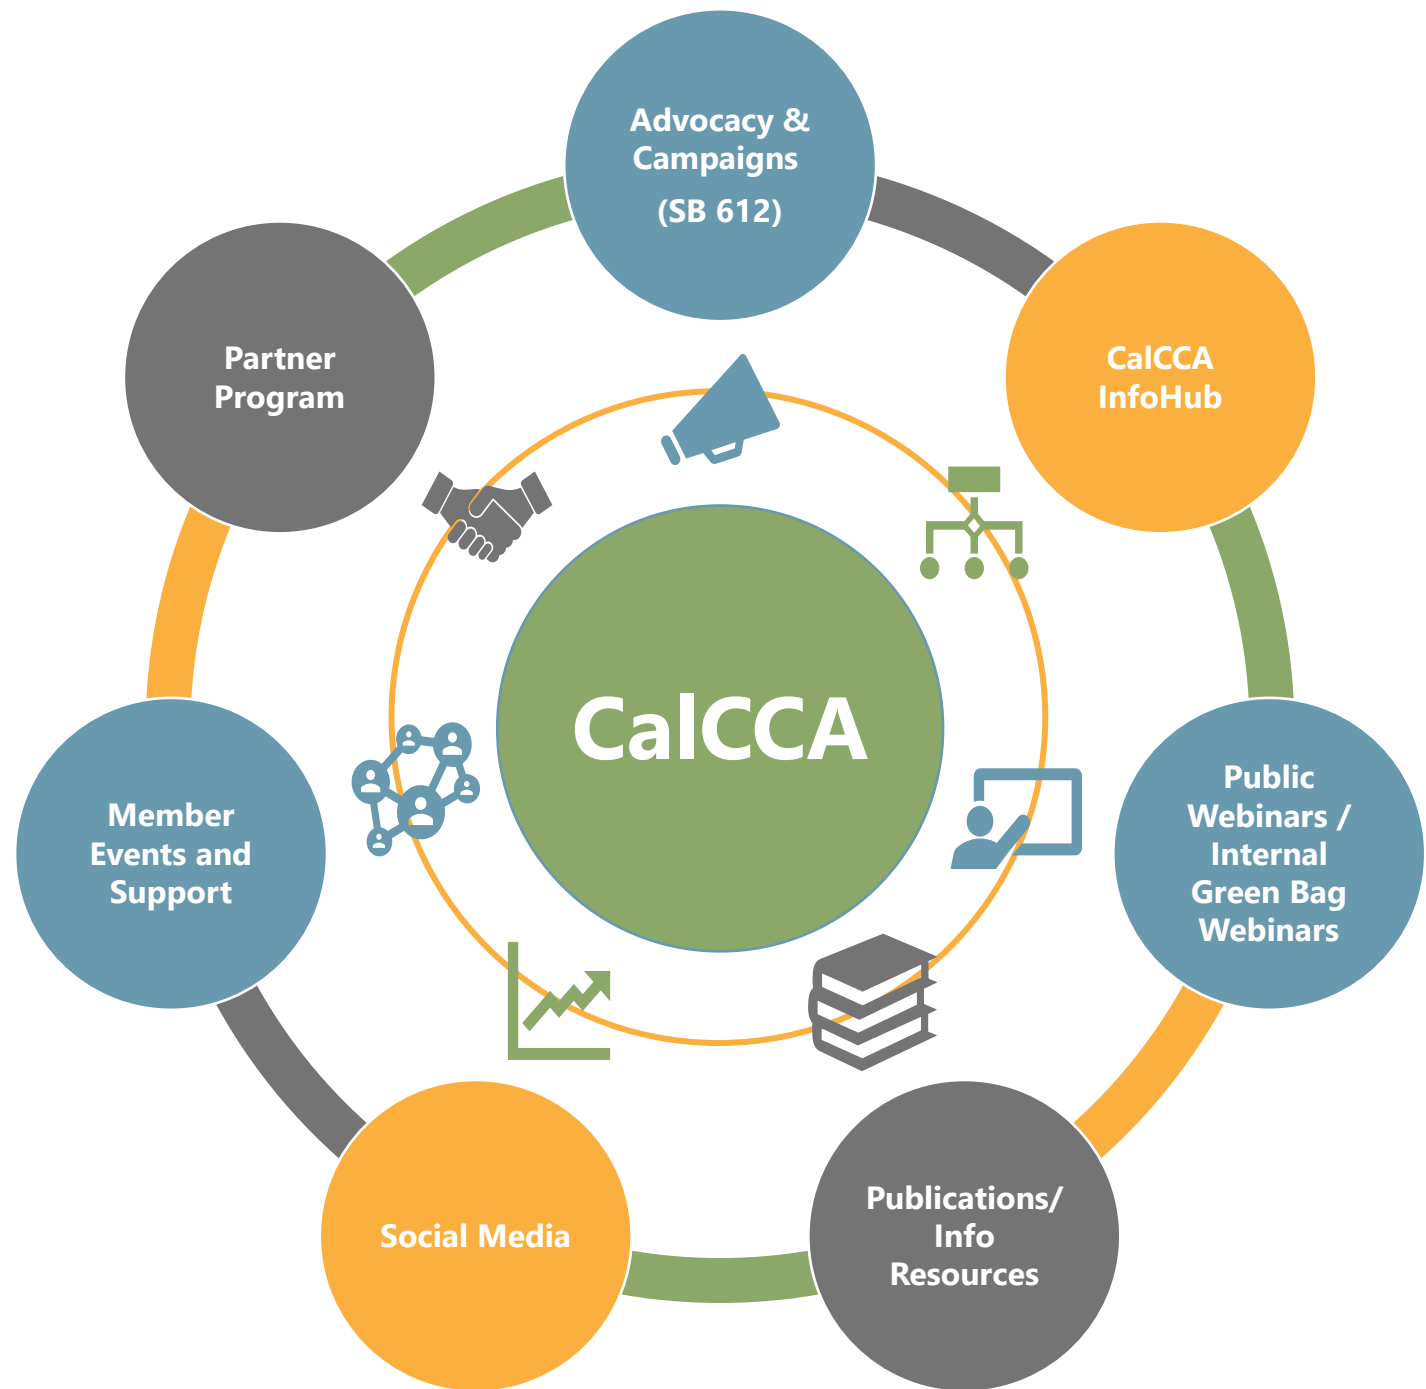 Advocacy &
Campaigns
(SB 612)
CalCCA
InfoHub
Public
Webinars /
Internal
Green Bag
Webinars
Publications/
Info
Resources
Social Media
Member
Events and
Support
Partner
Program
CalCCA